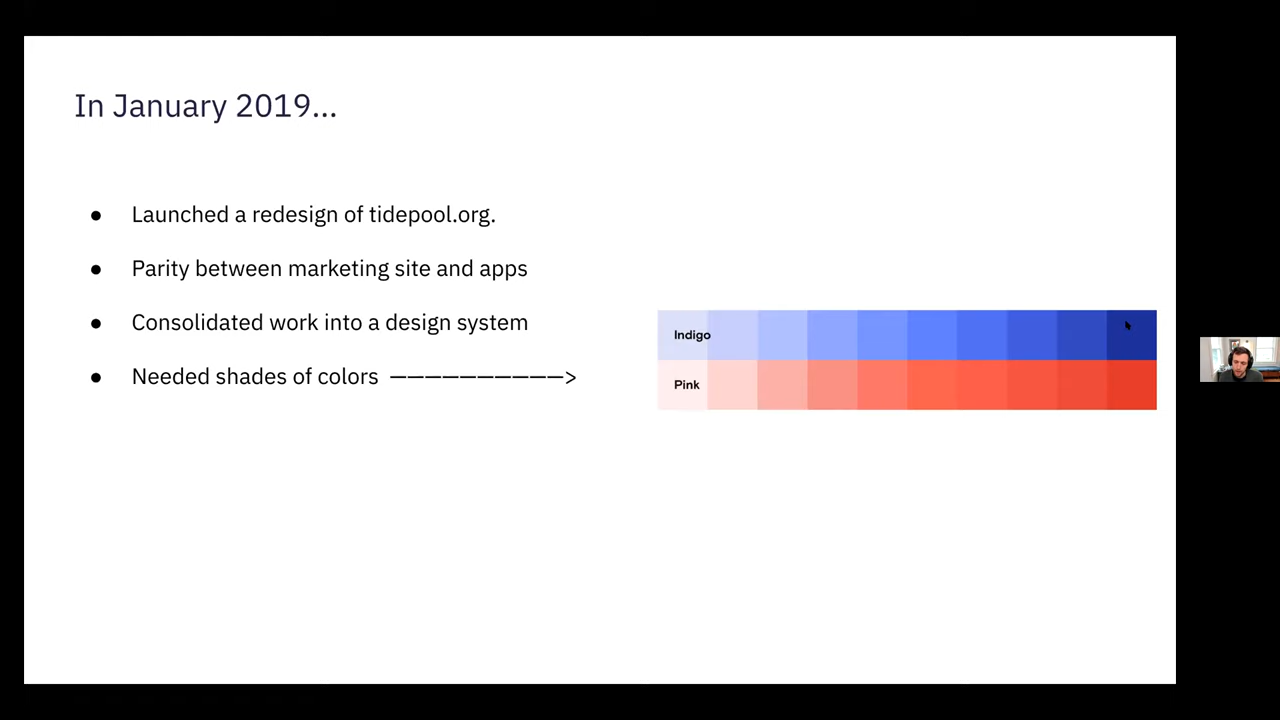 In January 2019...
● Launched a redesign of tidepool.org.
● Parity between marketing site and apps
● Consolidated work into a design system
● Needed shades of colors ——————————>
Indigo
Pink